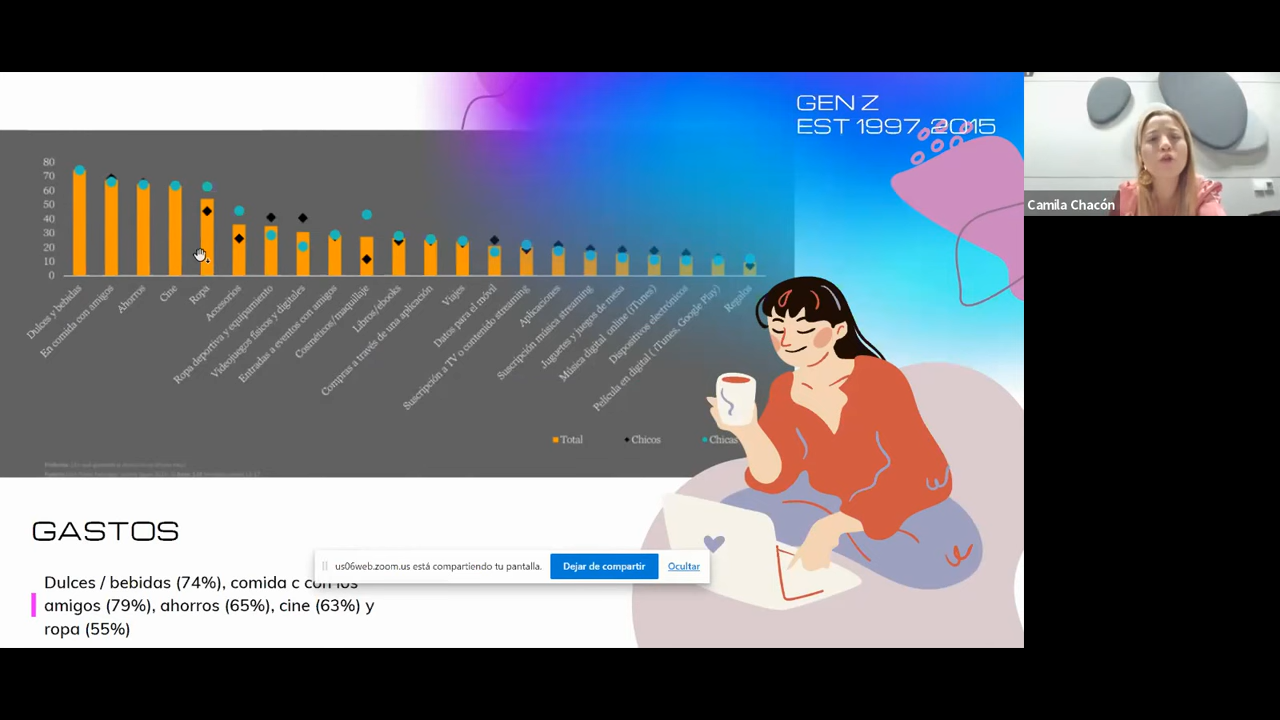 GEN Z
EST 1997-2015
Camila Chacón
80
70
60
50
40
30
20
10
0
Dulces y bebidas
En comida con amigos
Ahorros
Cine
Ropa
Accesorios
Ropa deportiva y equipamiento
Videojuegos físicos y digitales
Entradas a eventos con amigos
Cosméticos/maquillaje
Libros/ebooks
Compras a través de una aplicación
Viajes
Datos para el móvil
Suscripción a TV o contenido streaming
Aplicaciones
Suscripción música streaming
Juguetes y juegos de mesa
Música digital online (iTunes)
Dispositivos electrónicos
Película en digital ( iTunes, Google Play)
Regalos
Total
Chicos
Chicas
GASTOS
us06web.zoom.us está compartiendo tu pantalla.
Dejar de compartir
Ocultar
Dulces / bebidas (74%), comida c con los
amigos (79%), ahorros (65%), cine (63%) y
ropa (55%)